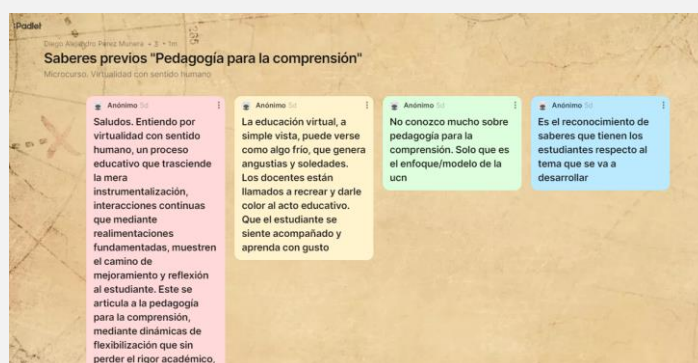 Padlet
Diego Alejandro Pérez Múnera + 3 • 1m
Saberes previos "Pedagogía para la comprensión"
Microcurso. Virtualidad con sentido humano
Anónimo 5d
Saludos. Entiendo por
virtualidad con sentido
humano, un proceso
educativo que trasciende
la mera
instrumentalización,
interacciones continuas
que mediante
realimentaciones
fundamentadas, muestren
el camino de
mejoramiento y reflexión
al estudiante. Este se
articula a la pedagogía
para la comprensión,
mediante dinámicas de
flexibilización que sin
perder el rigor académico,
Anónimo 5d
La educación virtual, a
simple vista, puede verse
como algo frío, que genera
angustias y soledades.
Los docentes están
llamados a recrear y darle
color al acto educativo.
Que el estudiante se
siente acompañado y
aprenda con gusto
Anónimo 5d
No conozco mucho sobre
pedagogía para la
comprensión. Solo que es
el enfoque/modelo de la
ucn
Anónimo 5d
Es el reconocimiento de
saberes que tienen los
estudiantes respecto al
tema que se va a
desarrollar